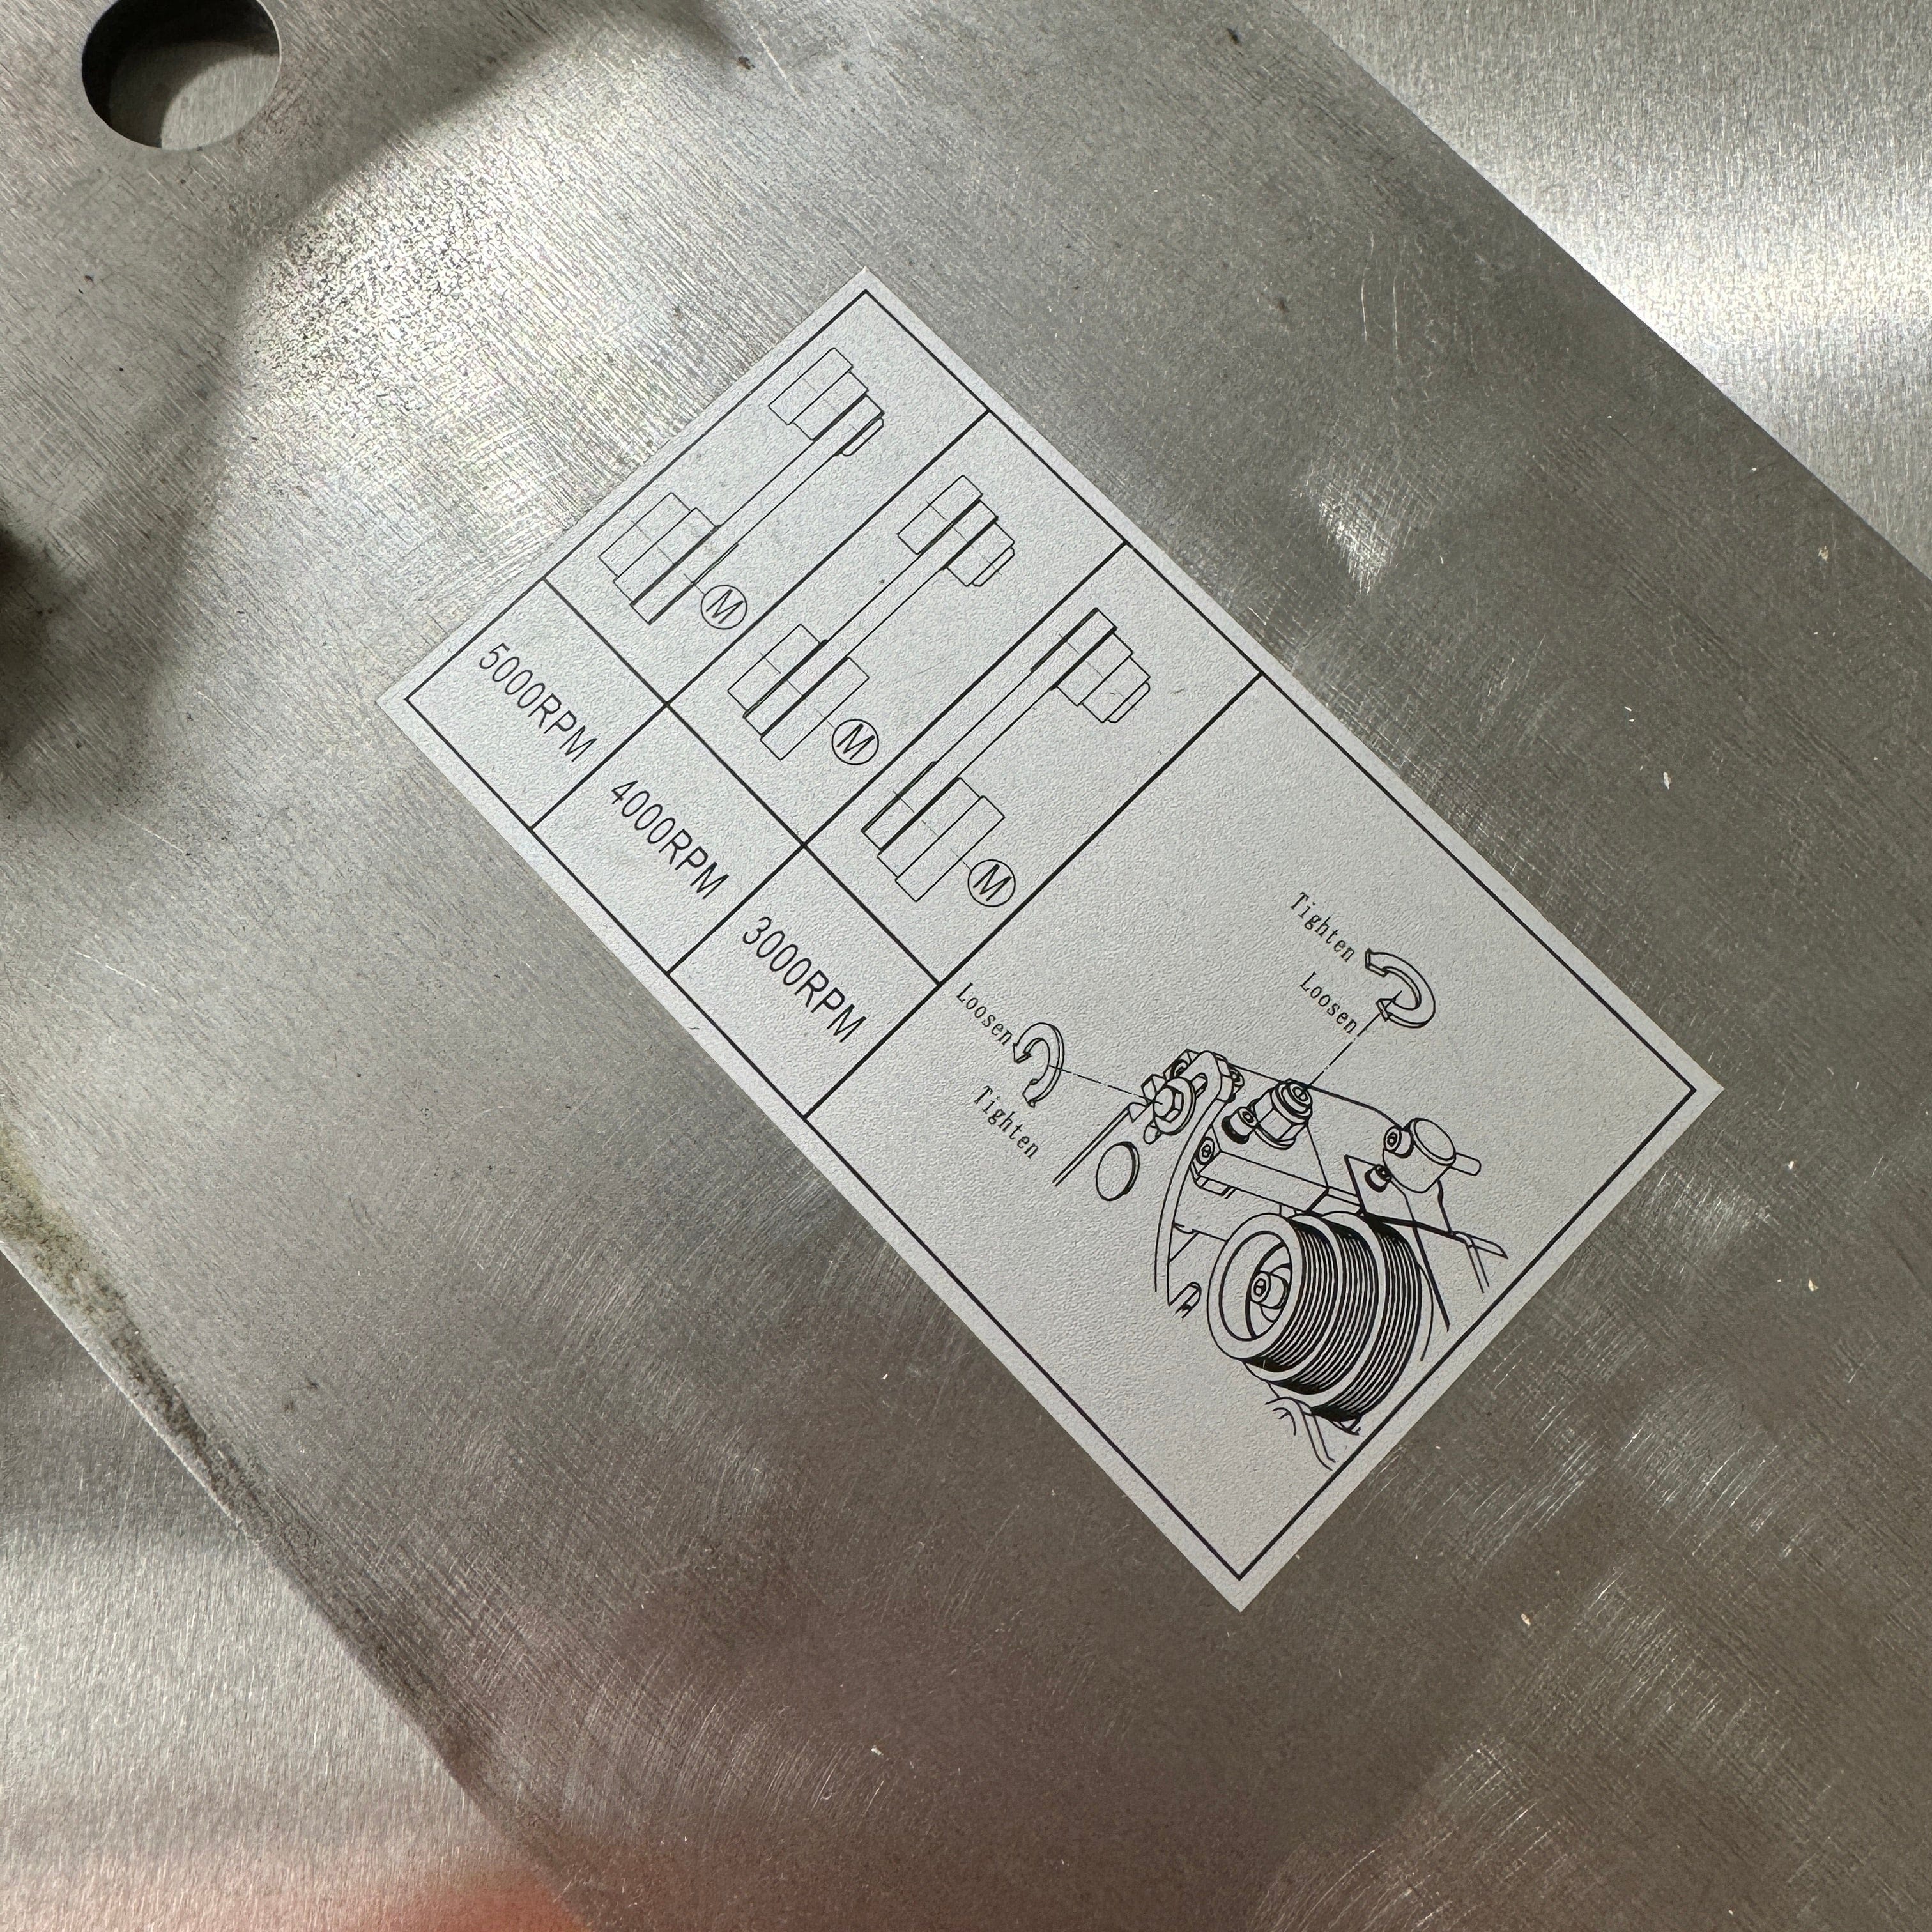 M
5000RPM
M
4000RPM
M
3000RPM
Tighten
Loosen
Loosen
Tighten